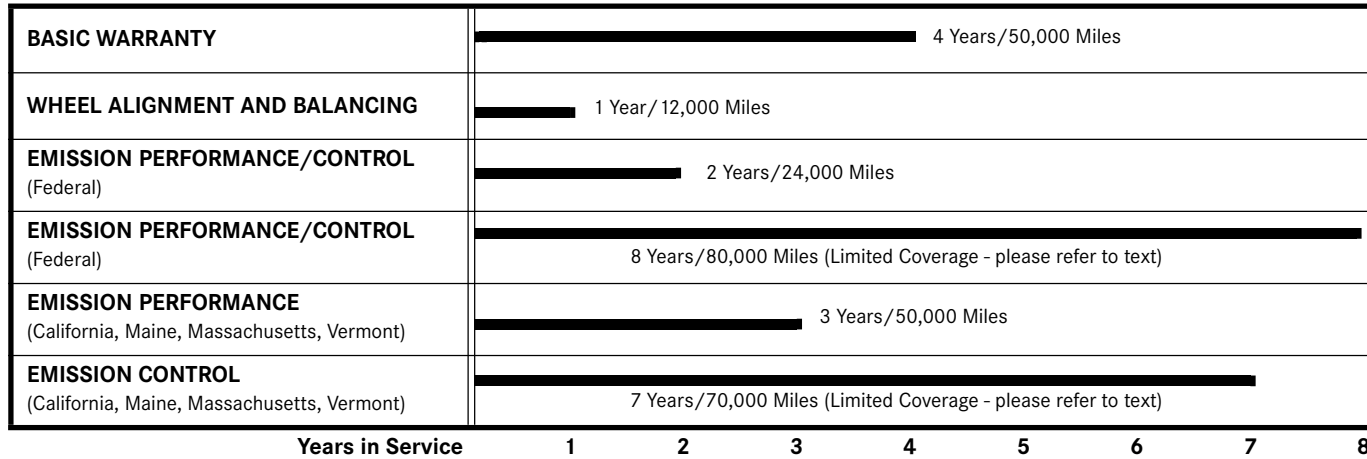 BASIC WARRANTY
4 Years/50,000 Miles
WHEEL ALIGNMENT AND BALANCING
1 Year/12,000 Miles
EMISSION PERFORMANCE/CONTROL
(Federal)
2 Years/24,000 Miles
EMISSION PERFORMANCE/CONTROL
(Federal)
8 Years/80,000 Miles (Limited Coverage - please refer to text)
EMISSION PERFORMANCE
(California, Maine, Massachusetts, Vermont)
3 Years/50,000 Miles
EMISSION CONTROL
(California, Maine, Massachusetts, Vermont)
7 Years/70,000 Miles (Limited Coverage - please refer to text)
Years in Service 1 2 3 4 5 6 7 8